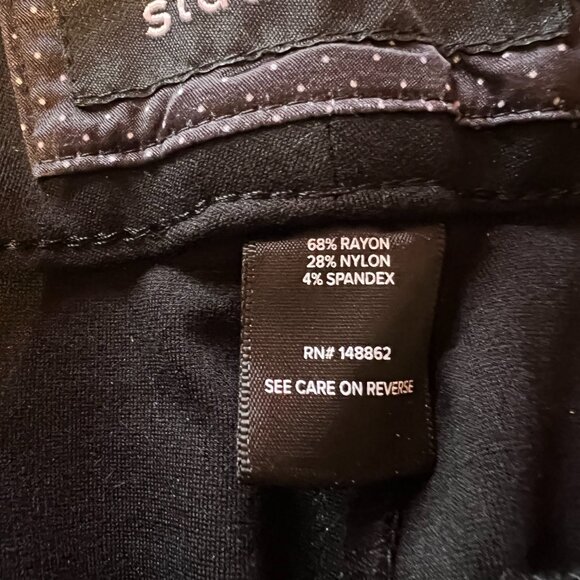 68% RAYON
28% NYLON
4% SPANDEX
RN# 148862
SEE CARE ON REVERSE